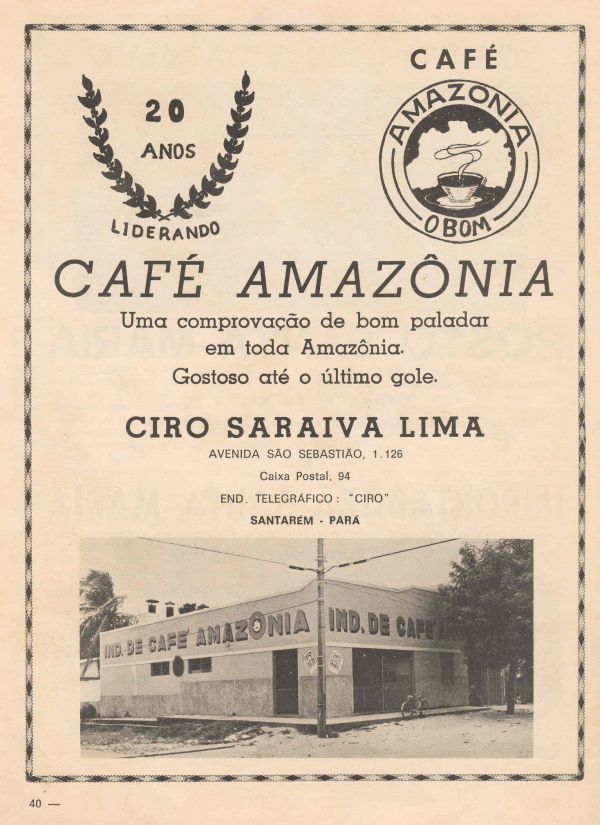 20
ANOS
LIDERANDO
CAFÉ
AMAZONIA
O BOM
CAFÉ AMAZÔNIA
Uma comprovação de bom paladar
em toda Amazônia.
Gostoso até o último gole.
CIRO SARAIVA LIMA
AVENIDA SÃO SEBASTIÃO, 1.126
Caixa Postal, 94
END. TELEGRÁFICO: "CIRO"
SANTARÉM - PARÁ
IND. DE CAFÉ AMAZONIA
IND. DE CAFÉ
40 —